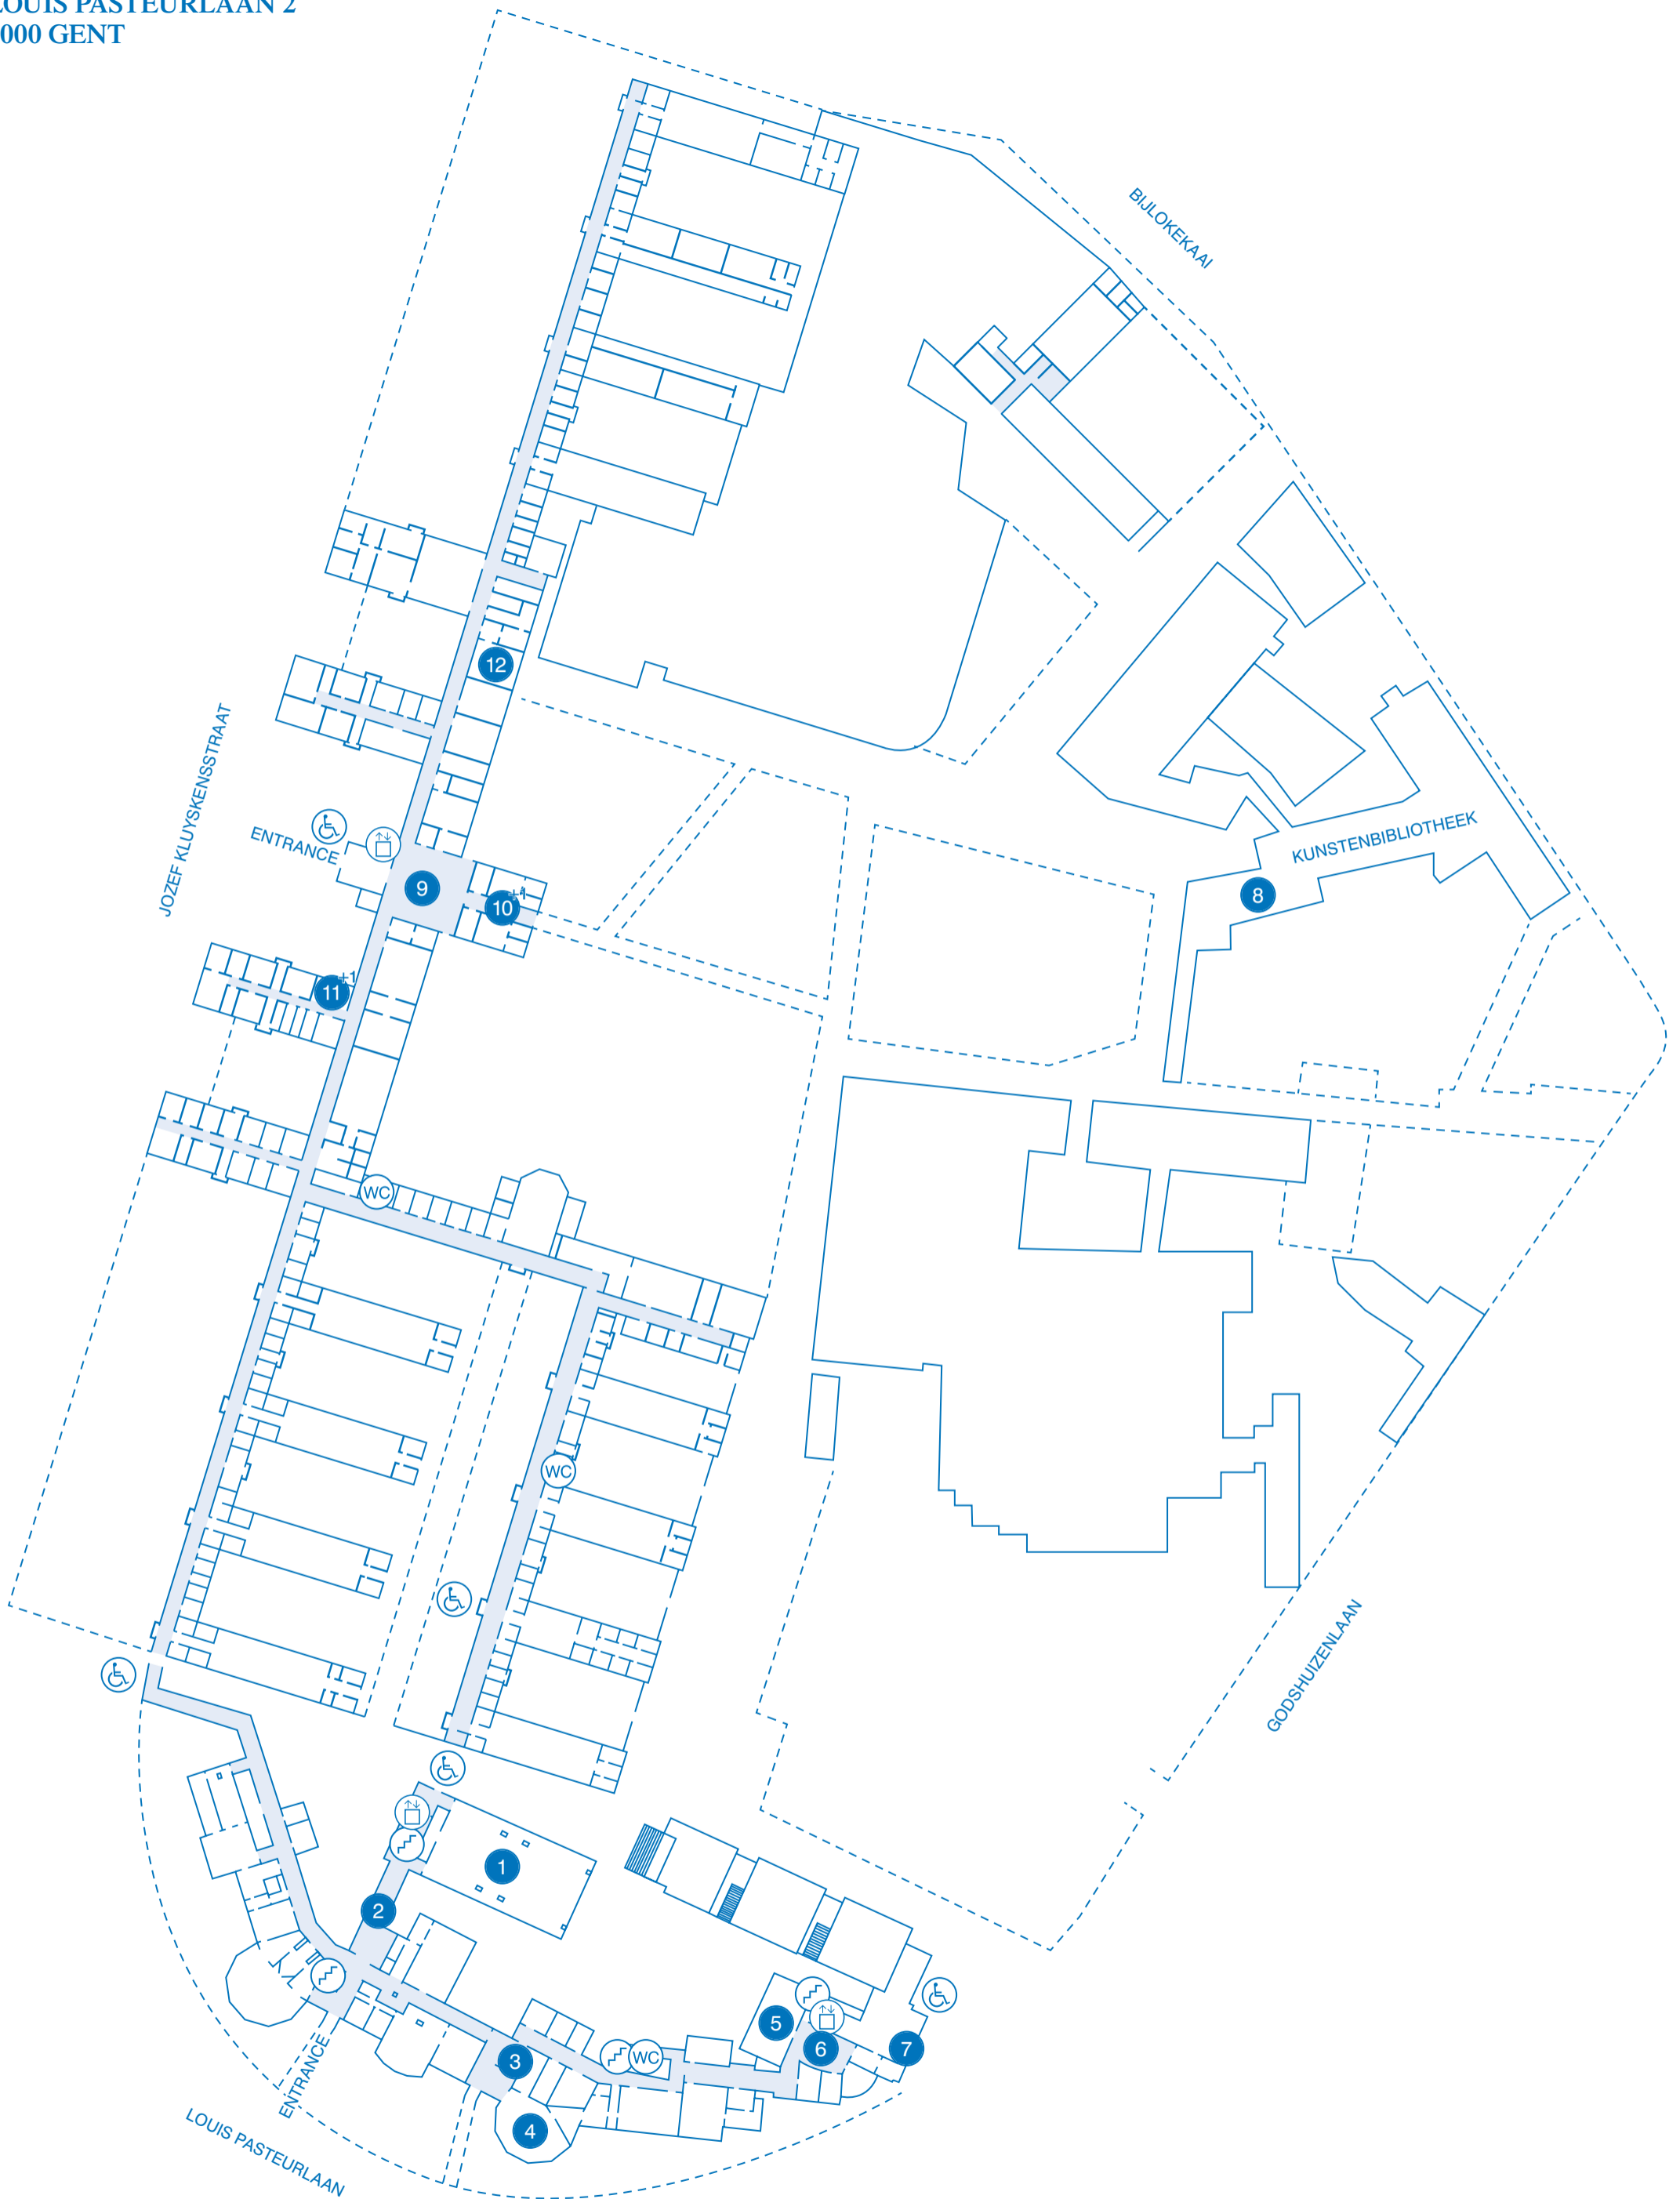 LOUIS PASTEURLAAN 2
000 GENT
BIJLOKEKAAI
12
JOZEF KLUYSKENSSTRAAT
ENTRANCE
KUNSTENBIBLIOTHEEK
9
10
+1
8
11
+1
WC
WC
GODSHUIZENLAAN
1
2
5
6
7
3
WC
4
ENTRANCE
LOUIS PASTEURLAAN